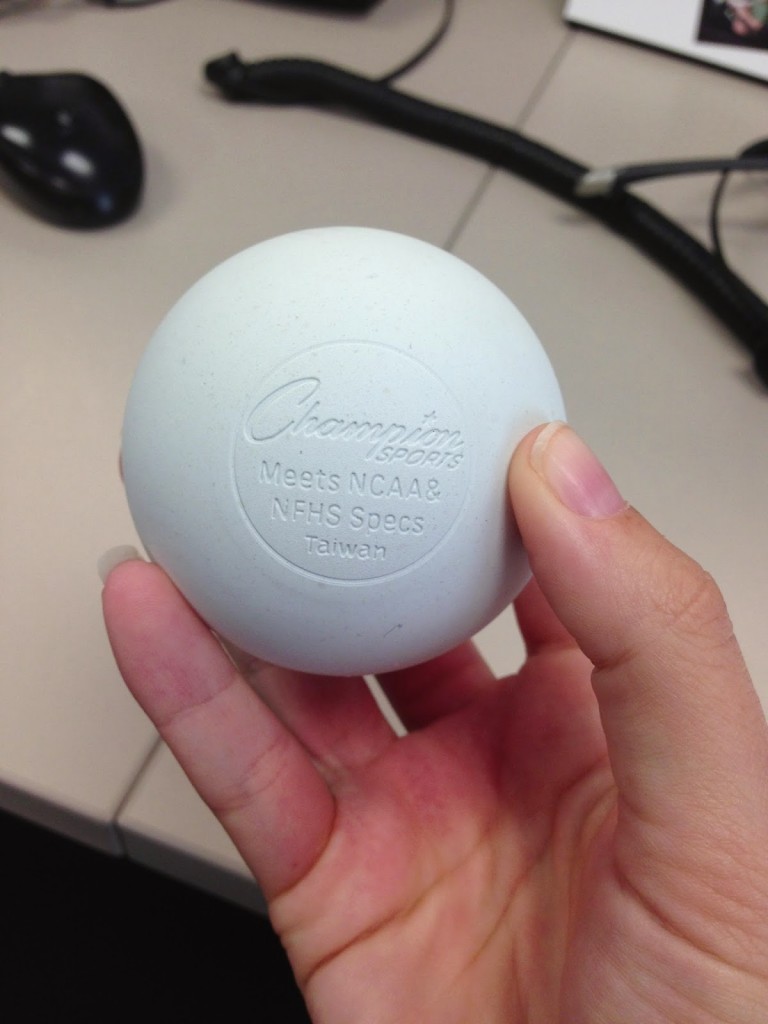 Champion
SPORTS
Meets NCAA&
NFHS Specs
Taiwan